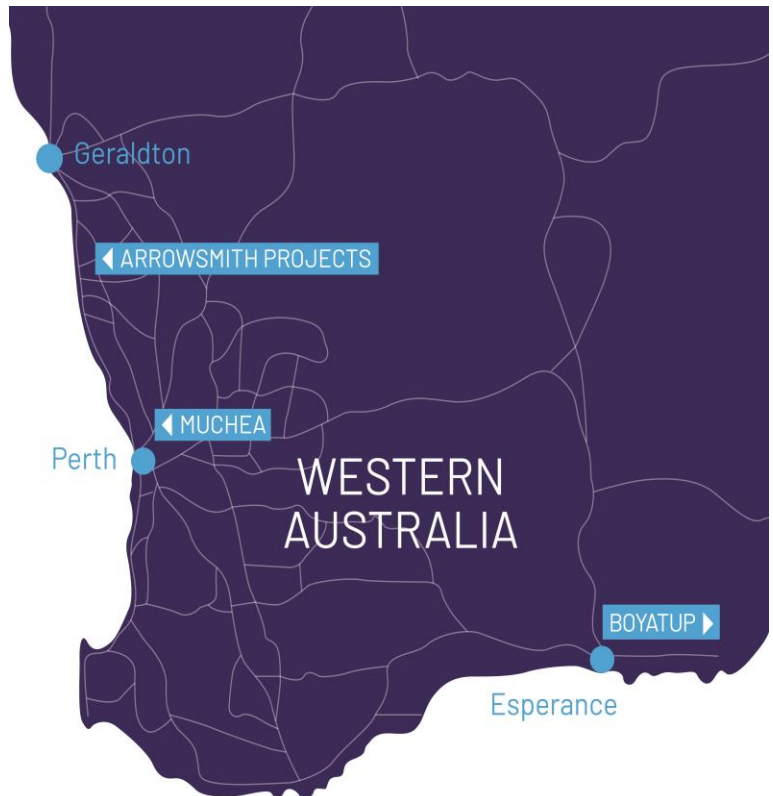 Geraldton
ARROWSMITH PROJECTS
MUCHEA
Perth
WESTERN
AUSTRALIA
BOYATUP
Esperance